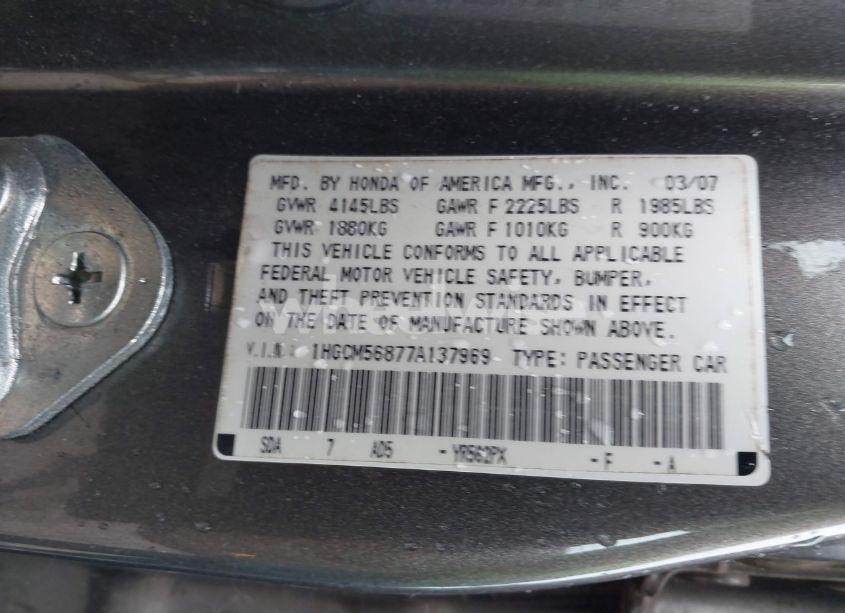 MFD. BY HONDA OF AMERICA MFG., INC. 03/07
GVWR 4145LBS GAWR F 2225LBS R 1985LBS
GVWR 1880KG GAWR F 1010KG R 900KG
THIS VEHICLE CONFORMS TO ALL APPLICABLE
FEDERAL MOTOR VEHICLE SAFETY, BUMPER,
AND THEFT PREVENTION STANDARDS IN EFFECT
ON THE DATE OF MANUFACTURE SHOWN ABOVE.
V.I.N.: 1HGCM56877A137969 TYPE: PASSENGER CAR
SDA 7 AD5 - YR562PX - F - A